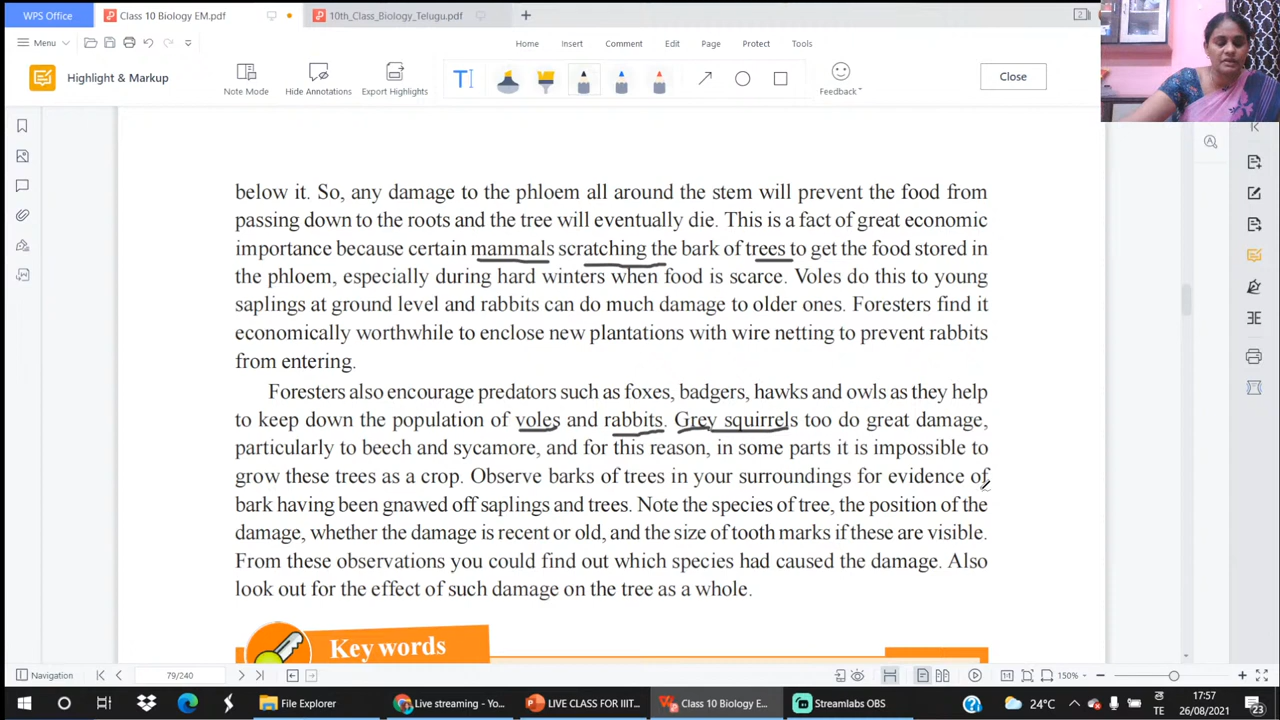 WPS Office
Class 10 Biology EM.pdf
10th_Class_Biology_Telugu.pdf
Menu
Home Insert Comment Edit Page Protect Tools
Highlight & Markup
Note Mode
Hide Annotations
Export Highlights
Feedback
Close
below it. So, any damage to the phloem all around the stem will prevent the food from
passing down to the roots and the tree will eventually die. This is a fact of great economic
importance because certain mammals scratching the bark of trees to get the food stored in
the phloem, especially during hard winters when food is scarce. Voles do this to young
saplings at ground level and rabbits can do much damage to older ones. Foresters find it
economically worthwhile to enclose new plantations with wire netting to prevent rabbits
from entering.
Foresters also encourage predators such as foxes, badgers, hawks and owls as they help
to keep down the population of voles and rabbits. Grey squirrels too do great damage,
particularly to beech and sycamore, and for this reason, in some parts it is impossible to
grow these trees as a crop. Observe barks of trees in your surroundings for evidence of
bark having been gnawed off saplings and trees. Note the species of tree, the position of the
damage, whether the damage is recent or old, and the size of tooth marks if these are visible.
From these observations you could find out which species had caused the damage. Also
look out for the effect of such damage on the tree as a whole.
Key words
Navigation
79/240
150%
File Explorer
Live streaming - Yo...
LIVE CLASS FOR IIIT...
Class 10 Biology E...
Streamlabs OBS
24°C
TE
17:57
26/08/2021
23